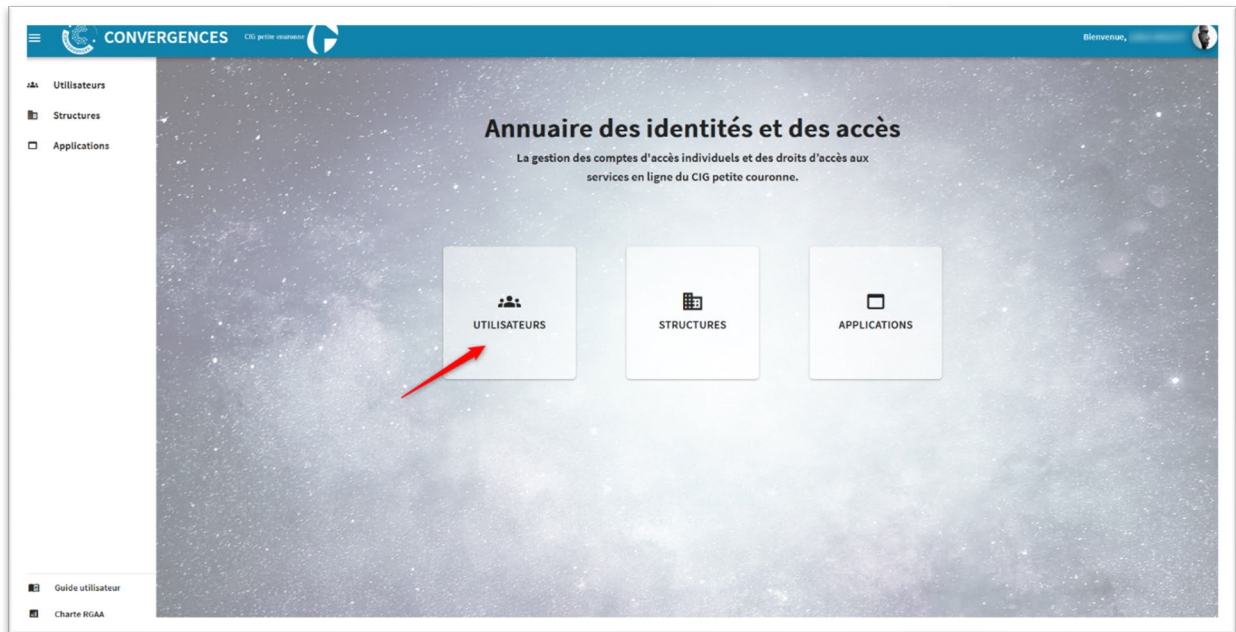 CONVERGENCES
CIG petite couronne
Bienvenue,
Utilisateurs
Structures
Applications
Annuaire des identités et des accès
La gestion des comptes d'accès individuels et des droits d'accès aux
services en ligne du CIG petite couronne.
UTILISATEURS
STRUCTURES
APPLICATIONS
Guide utilisateur
Charte RGAA